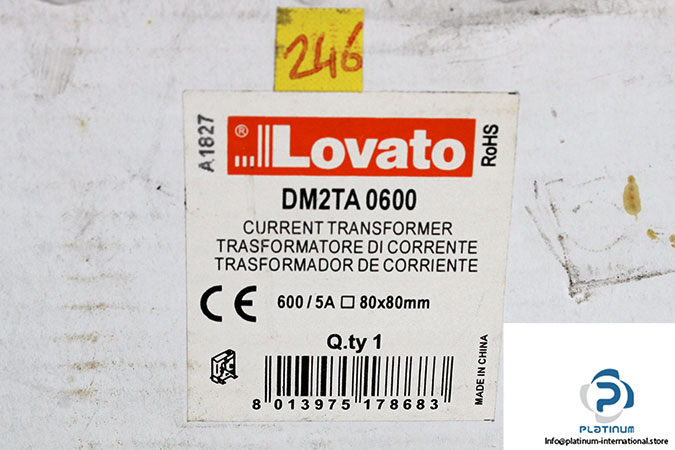 246
A1827
® Lovato
RoHS
DM2TA 0600
CURRENT TRANSFORMER
TRASFORMATORE DI CORRENTE
TRASFORMADOR DE CORRIENTE
CE 600 / 5A □ 80x80mm
Q.ty 1
8 013975 178683
MADE IN CHINA
PLATINUM
Info@platinum-international.store